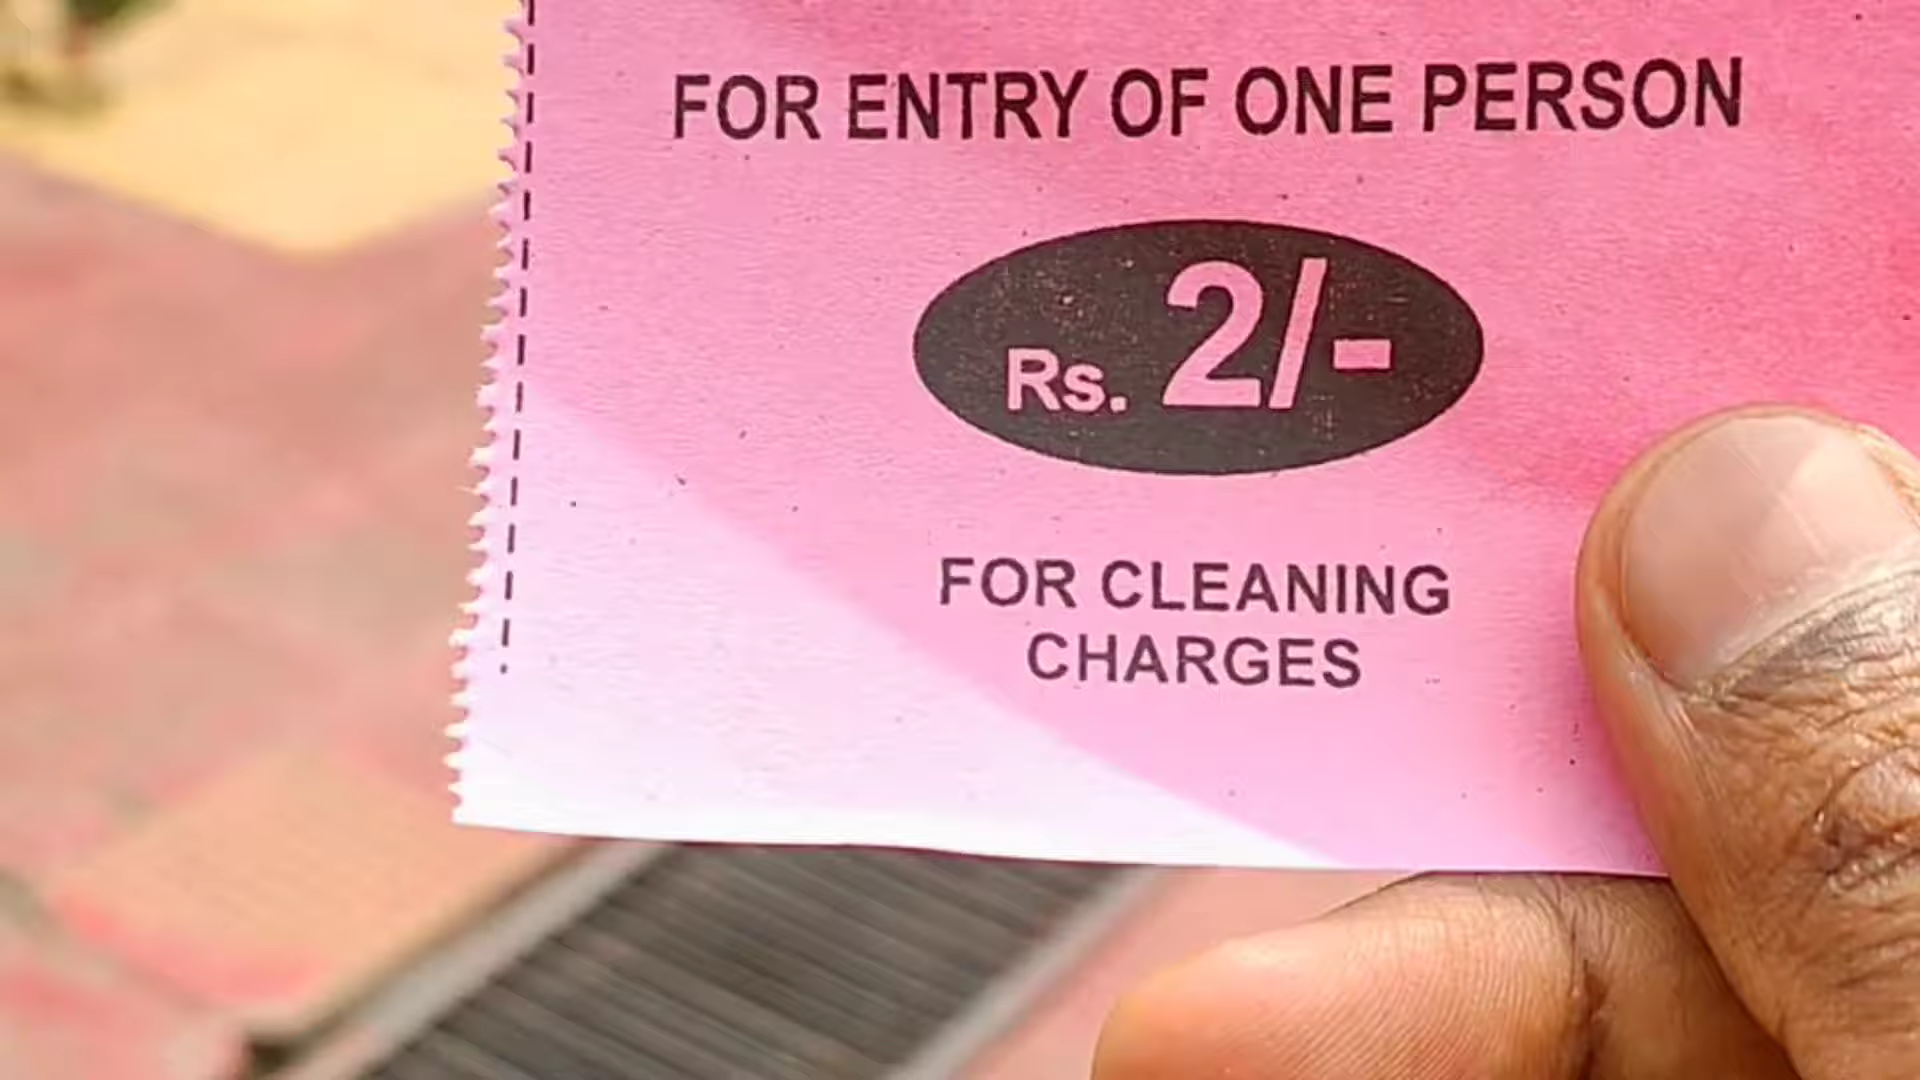 FOR ENTRY OF ONE PERSON
Rs. 2/-
FOR CLEANING
CHARGES